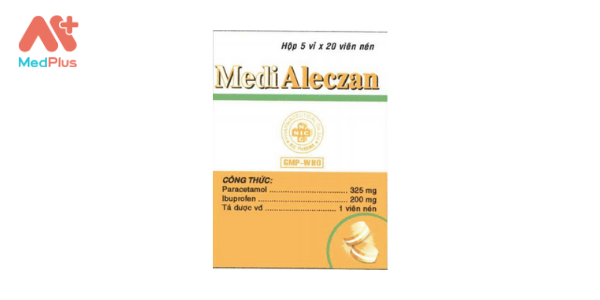 MedPlus
Hộp 5 vỉ x 20 viên nén
MediAleczan
NIC
GMP-WHO
CÔNG THỨC:
Paracetamol ........................ 325 mg
Ibuprofen ........................... 200 mg
Tá dược vđ ........................ 1 viên nén